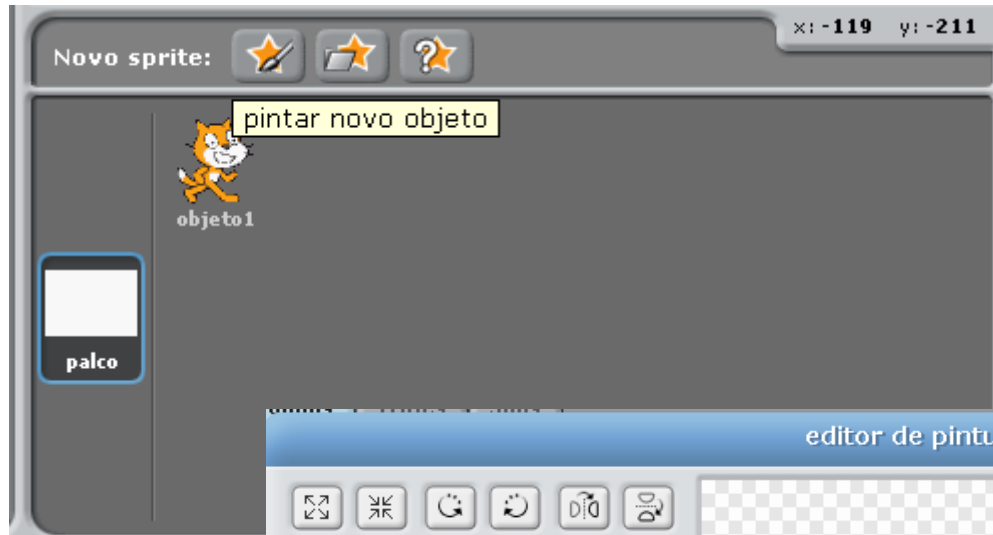 x: -119 y: -211
Novo sprite:
pintar novo objeto
objeto1
palco
editor de pintu